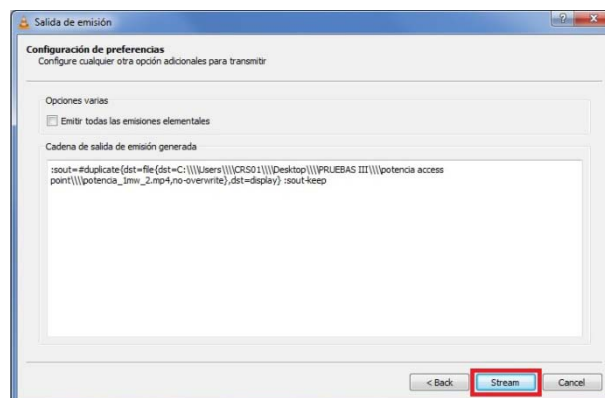 Salida de emisión
Configuración de preferencias
Configure cualquier otra opción adicionales para transmitir
Opciones varias
Emitir todas las emisiones elementales
Cadena de salida de emisión generada
:sout=#duplicate{dst=file{dst=C:\\\\Users\\\\CRS01\\\\Desktop\\\\PRUEBAS III\\\\potencia access
point\\\\potencia_1mw_2.mp4,no-overwrite},dst=display} :sout-keep
< Back
Stream
Cancel